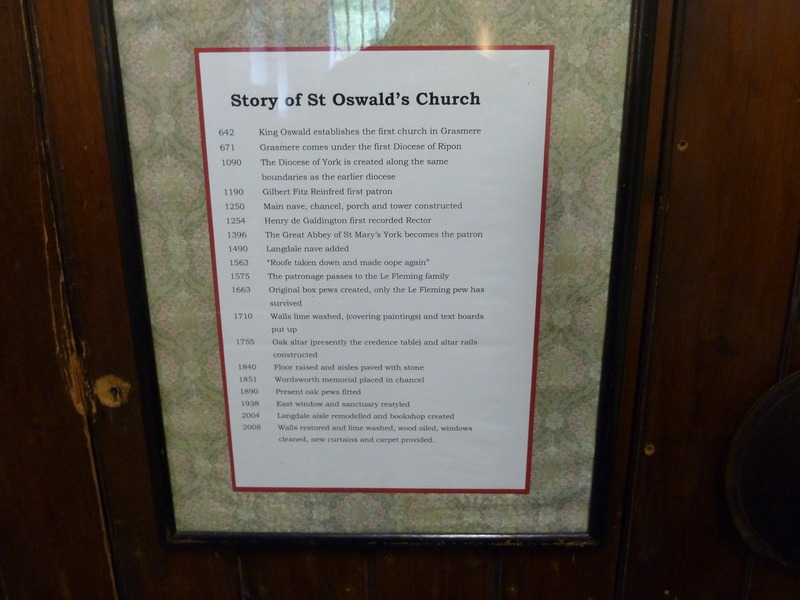 Story of St Oswald's Church
642 King Oswald establishes the first church in Grasmere
671 Grasmere comes under the first Diocese of Ripon
1090 The Diocese of York is created along the same
boundaries as the earlier diocese
1190 Gilbert Fitz Reinfred first patron
1250 Main nave, chancel, porch and tower constructed
1254 Henry de Galdington first recorded Rector
1396 The Great Abbey of St Mary's York becomes the patron
1490 Langdale nave added
1563 "Roofe taken down and made oope again"
1575 The patronage passes to the Le Fleming family
1663 Original box pews created, only the Le Fleming pew has
survived
1710 Walls lime washed, (covering paintings) and text boards
put up
1755 Oak altar (presently the credence table) and altar rails
constructed
1840 Floor raised and aisles paved with stone
1851 Wordsworth memorial placed in chancel
1890 Present oak pews fitted
1938 East window and sanctuary restyled
2004 Langdale aisle remodelled and bookshop created
2008 Walls restored and lime washed, wood oiled, windows
cleaned, new curtains and carpet provided.